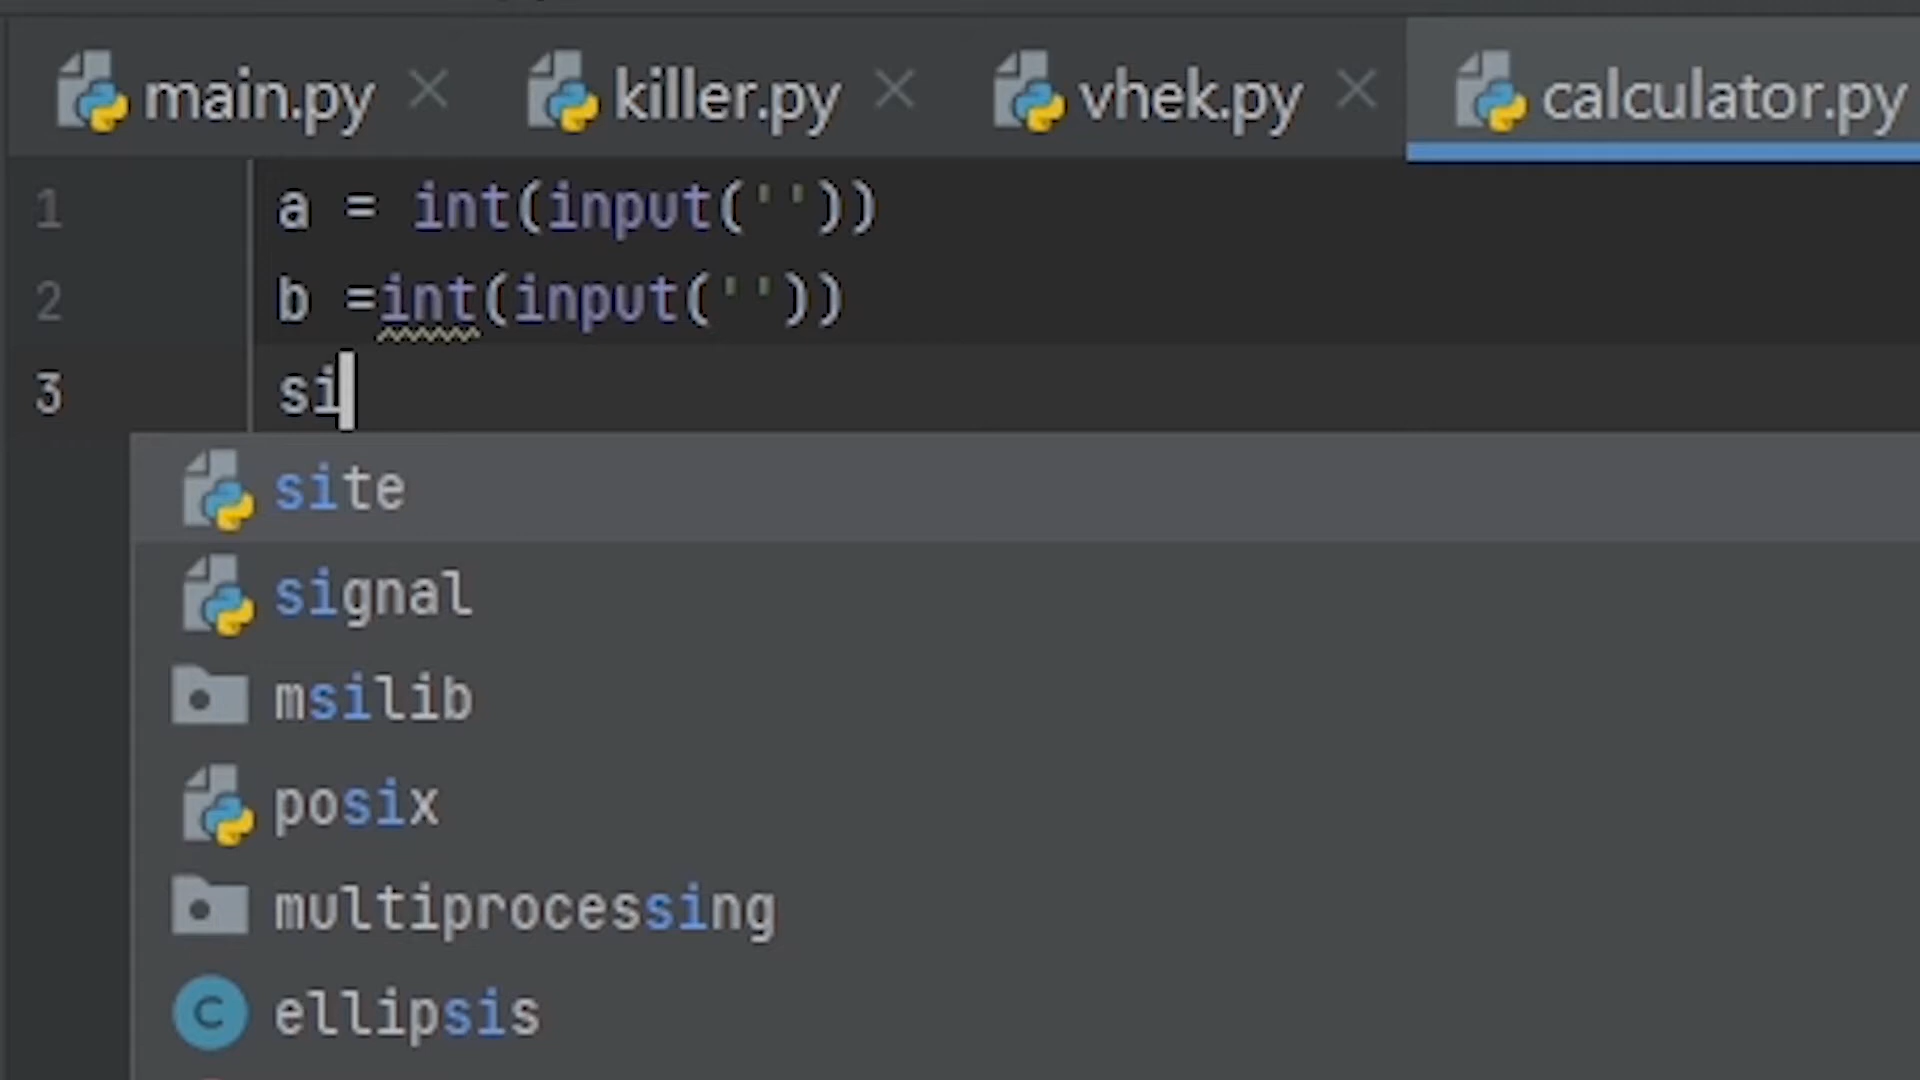 main.py killer.py vhek.py calculator.py
1 a = int(input(''))
2 b =int(input(''))
3 si
site
signal
msilib
posix
multiprocessing
C ellipsis